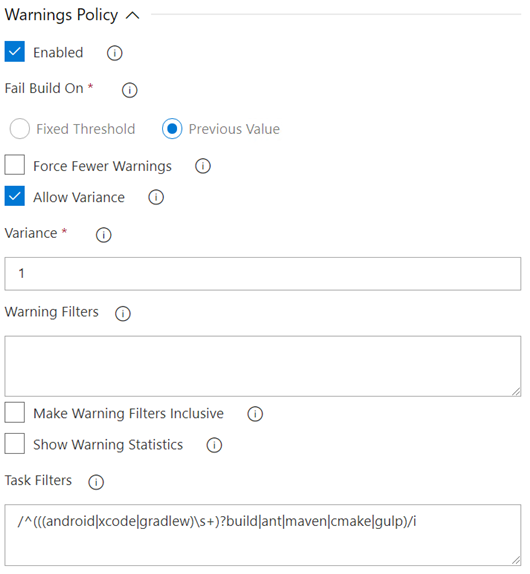 Warnings Policy
Enabled
Fail Build On *
Fixed Threshold Previous Value
Force Fewer Warnings
Allow Variance
Variance *
1
Warning Filters
Make Warning Filters Inclusive
Show Warning Statistics
Task Filters
/^(((android|xcode|gradlew)\s+)?build|ant|maven|cmake|gulp)/i